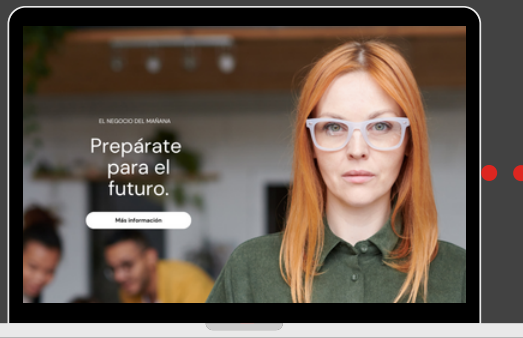 EL NEGOCIO DEL MAÑANA
Prepárate
para el
futuro.
Más información